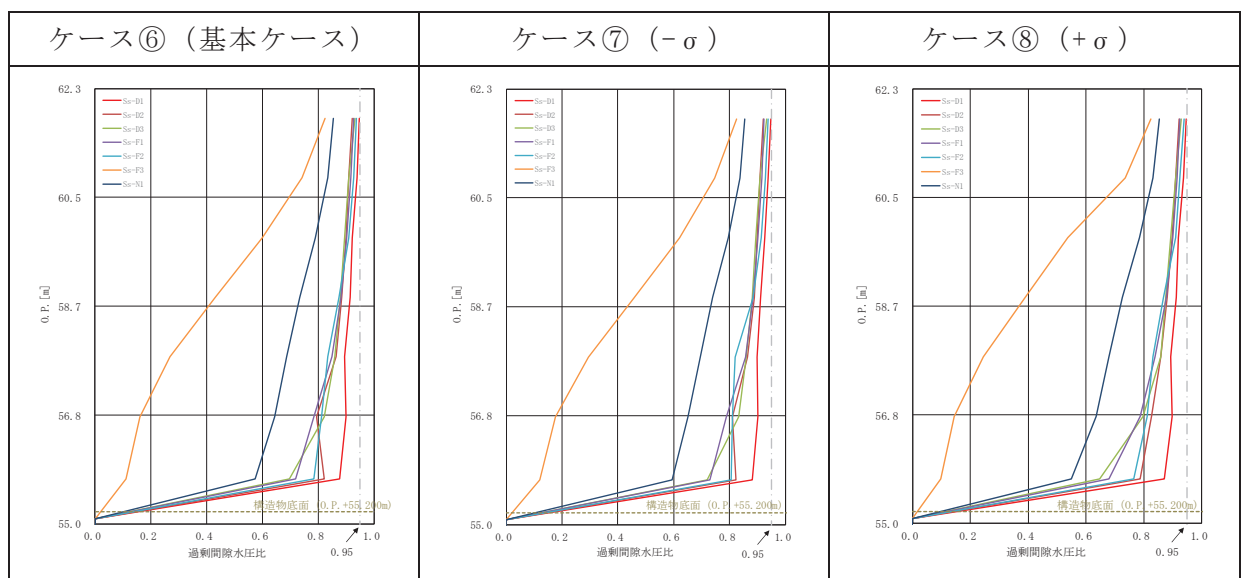 ケース⑥（基本ケース）
ケース⑦（-σ）
ケース⑧（+σ）
62.3
60.5
58.7
56.8
55.0
O.P.[m]
Ss-D1
Ss-D2
Ss-D3
Ss-F1
Ss-F2
Ss-F3
Ss-N1
構造物底面（O.P.+55.200m）
0.0 0.2 0.4 0.6 0.8 1.0
過剰間隙水圧比
0.95
62.3
60.5
58.7
56.8
55.0
O.P.[m]
Ss-D1
Ss-D2
Ss-D3
Ss-F1
Ss-F2
Ss-F3
Ss-N1
構造物底面（O.P.+55.200m）
0.0 0.2 0.4 0.6 0.8 1.0
過剰間隙水圧比
0.95
62.3
60.5
58.7
56.8
55.0
O.P.[m]
Ss-D1
Ss-D2
Ss-D3
Ss-F1
Ss-F2
Ss-F3
Ss-N1
構造物底面（O.P.+55.200m）
0.0 0.2 0.4 0.6 0.8 1.0
過剰間隙水圧比
0.95